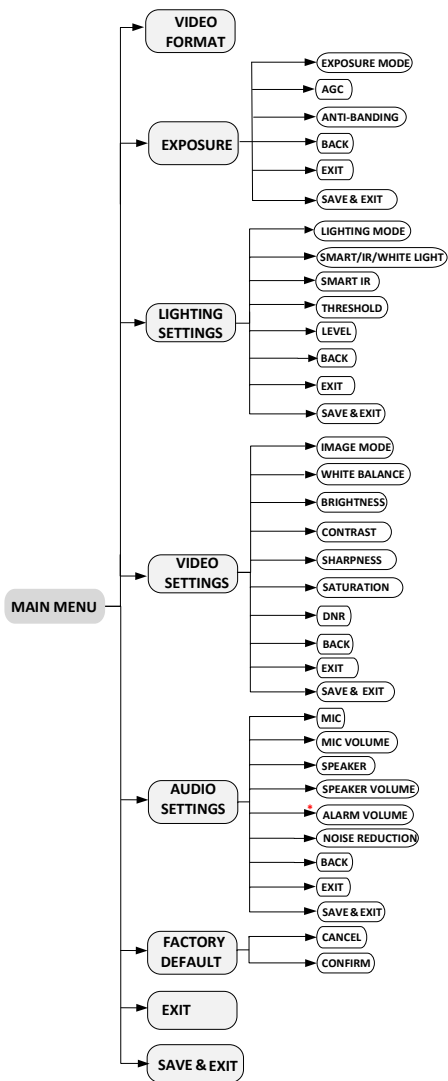 VIDEO
FORMAT
EXPOSURE MODE
AGC
ANTI-BANDING
EXPOSURE
BACK
EXIT
SAVE & EXIT
LIGHTING MODE
SMART/IR/WHITE LIGHT
SMART IR
THRESHOLD
LIGHTING
SETTINGS
LEVEL
BACK
EXIT
SAVE & EXIT
IMAGE MODE
WHITE BALANCE
BRIGHTNESS
CONTRAST
SHARPNESS
VIDEO
SETTINGS
SATURATION
DNR
MAIN MENU
BACK
EXIT
SAVE & EXIT
MIC
MIC VOLUME
SPEAKER
SPEAKER VOLUME
AUDIO
SETTINGS
ALARM VOLUME
NOISE REDUCTION
BACK
EXIT
SAVE & EXIT
FACTORY
DEFAULT
CANCEL
CONFIRM
EXIT
SAVE & EXIT